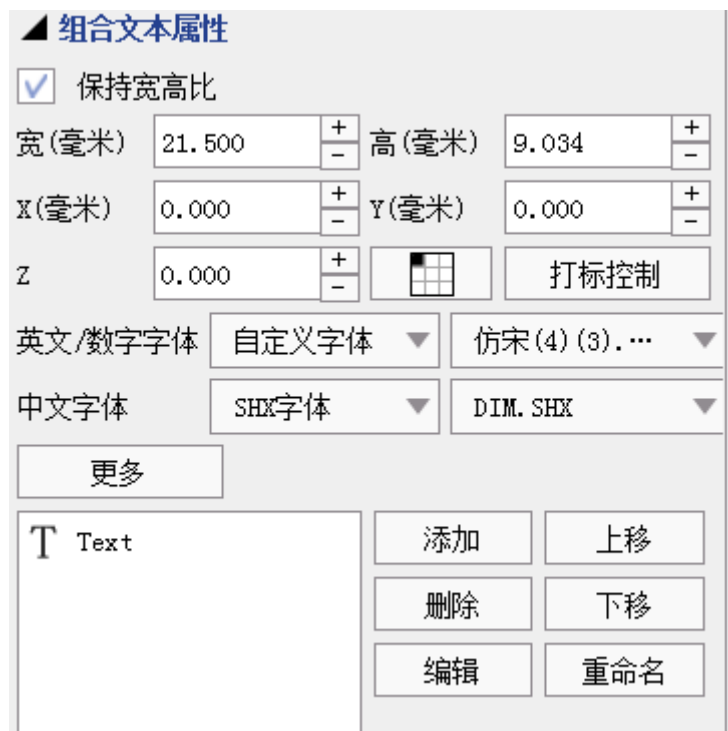 组合文本属性
保持宽高比
宽(毫米) 21.500 + − 高(毫米) 9.034 + −
X(毫米) 0.000 + − Y(毫米) 0.000 + −
Z 0.000 + − 打标控制
英文/数字字体 自定义字体 仿宋(4)(3).…
中文字体 SHX字体 DIM.SHX
更多
T Text 添加 上移
删除 下移
编辑 重命名